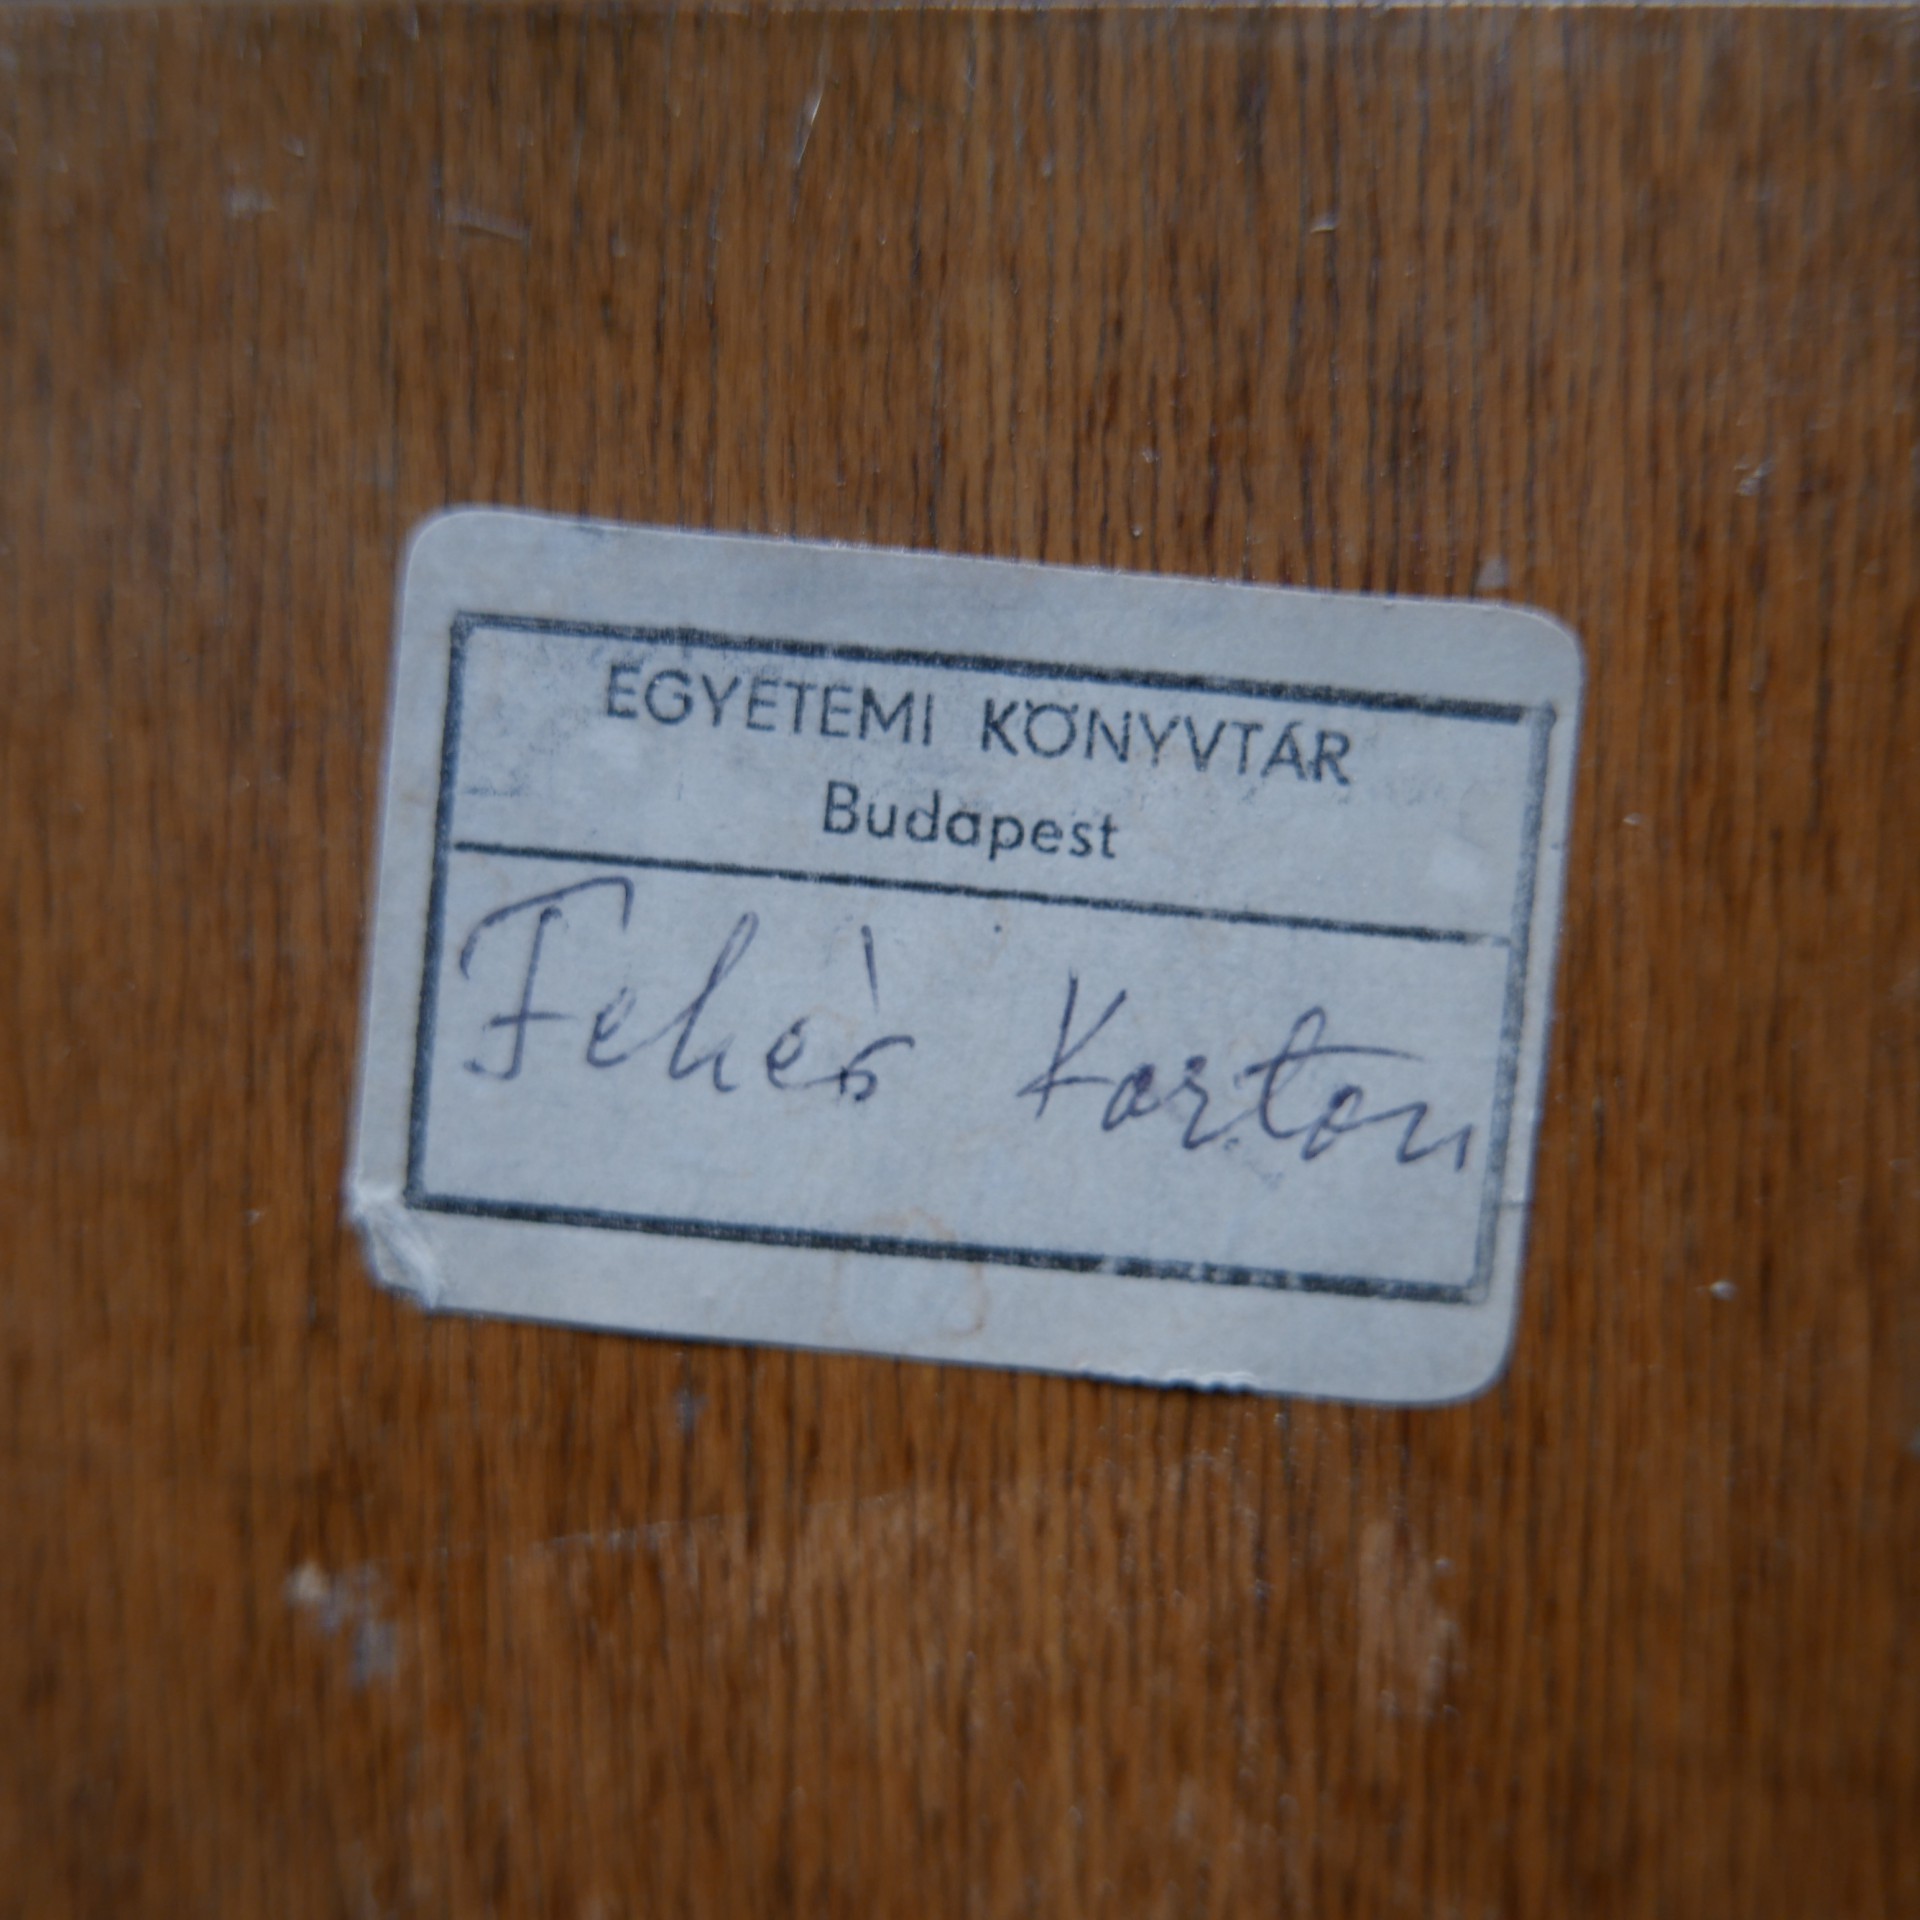 EGYETEMI KÖNYVTÁR
Budapest
Fehér Karton